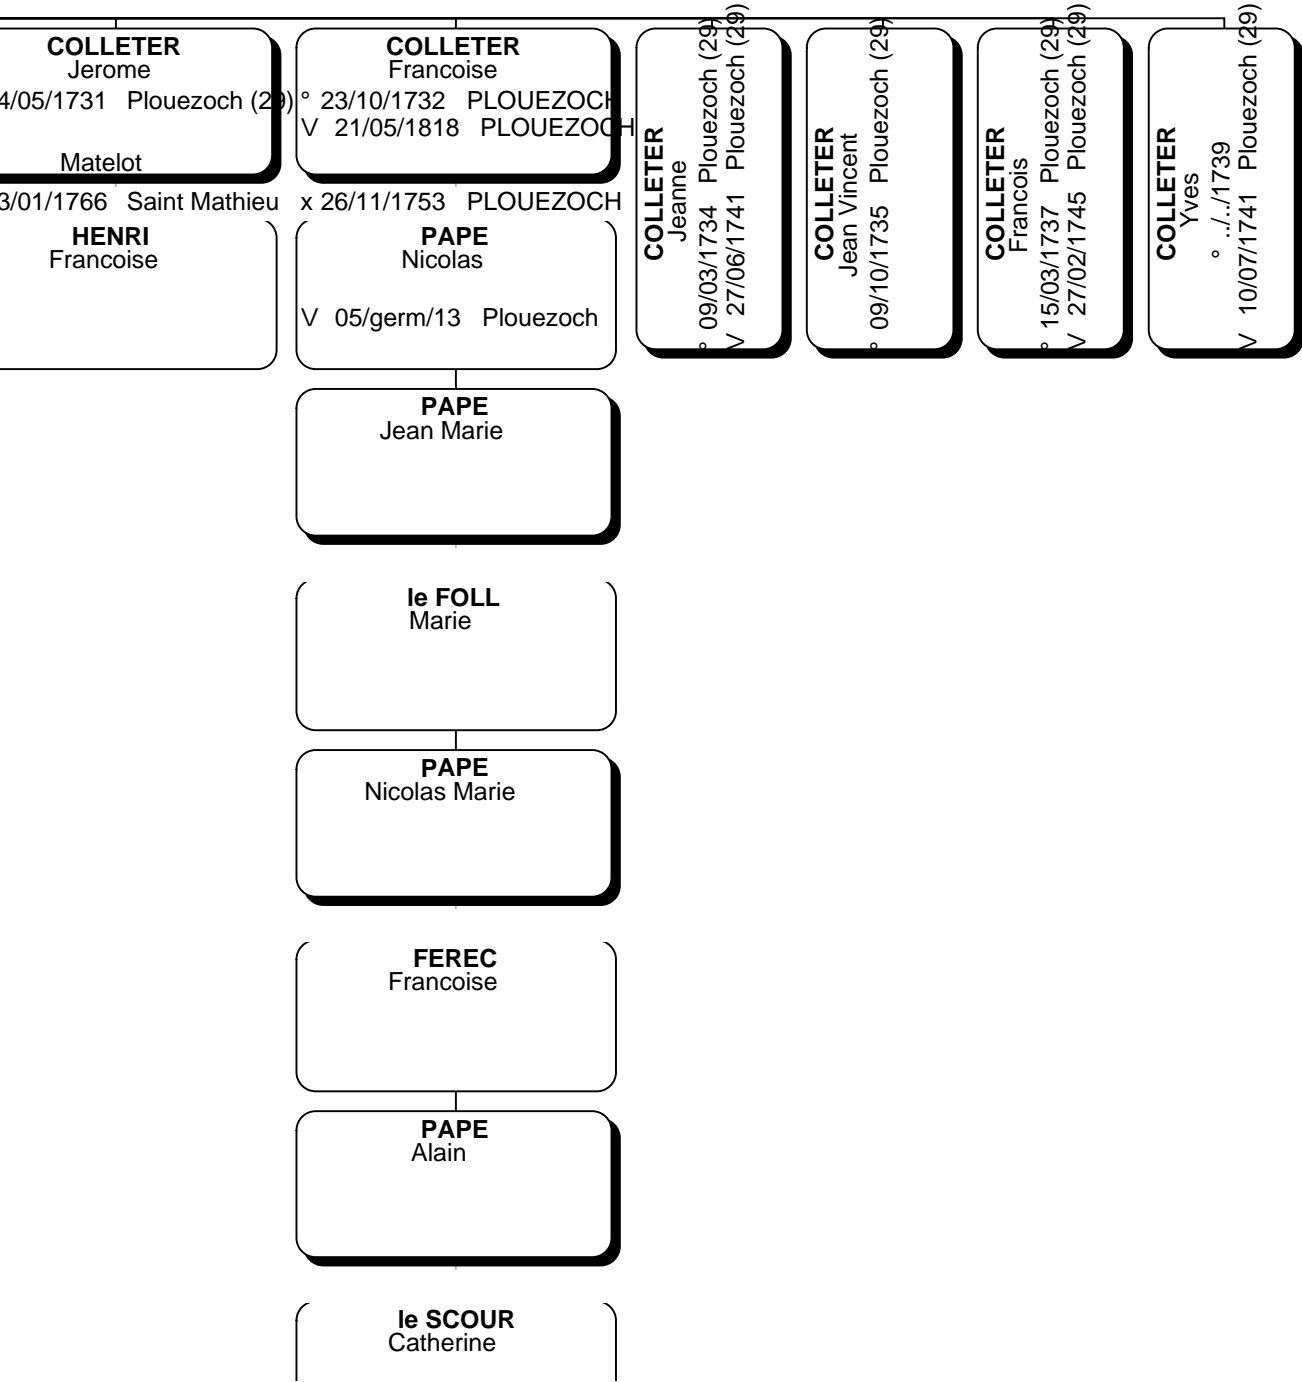 COLLETER
Jerome
4/05/1731 Plouezoch (29)
Matelot
3/01/1766 Saint Mathieu
HENRI
Francoise
COLLETER
Francoise
° 23/10/1732 PLOUEZOCH
V 21/05/1818 PLOUEZOCH
x 26/11/1753 PLOUEZOCH
PAPE
Nicolas
V 05/germ/13 Plouezoch
PAPE
Jean Marie
le FOLL
Marie
PAPE
Nicolas Marie
FEREC
Francoise
PAPE
Alain
le SCOUR
Catherine
COLLETER
Jeanne
° 09/03/1734 Plouezoch (29)
V 27/06/1741 Plouezoch (29)
COLLETER
Jean Vincent
° 09/10/1735 Plouezoch (29)
COLLETER
Francois
° 15/03/1737 Plouezoch (29)
V 27/02/1745 Plouezoch (29)
COLLETER
Yves
° ../../1739
V 10/07/1741 Plouezoch (29)